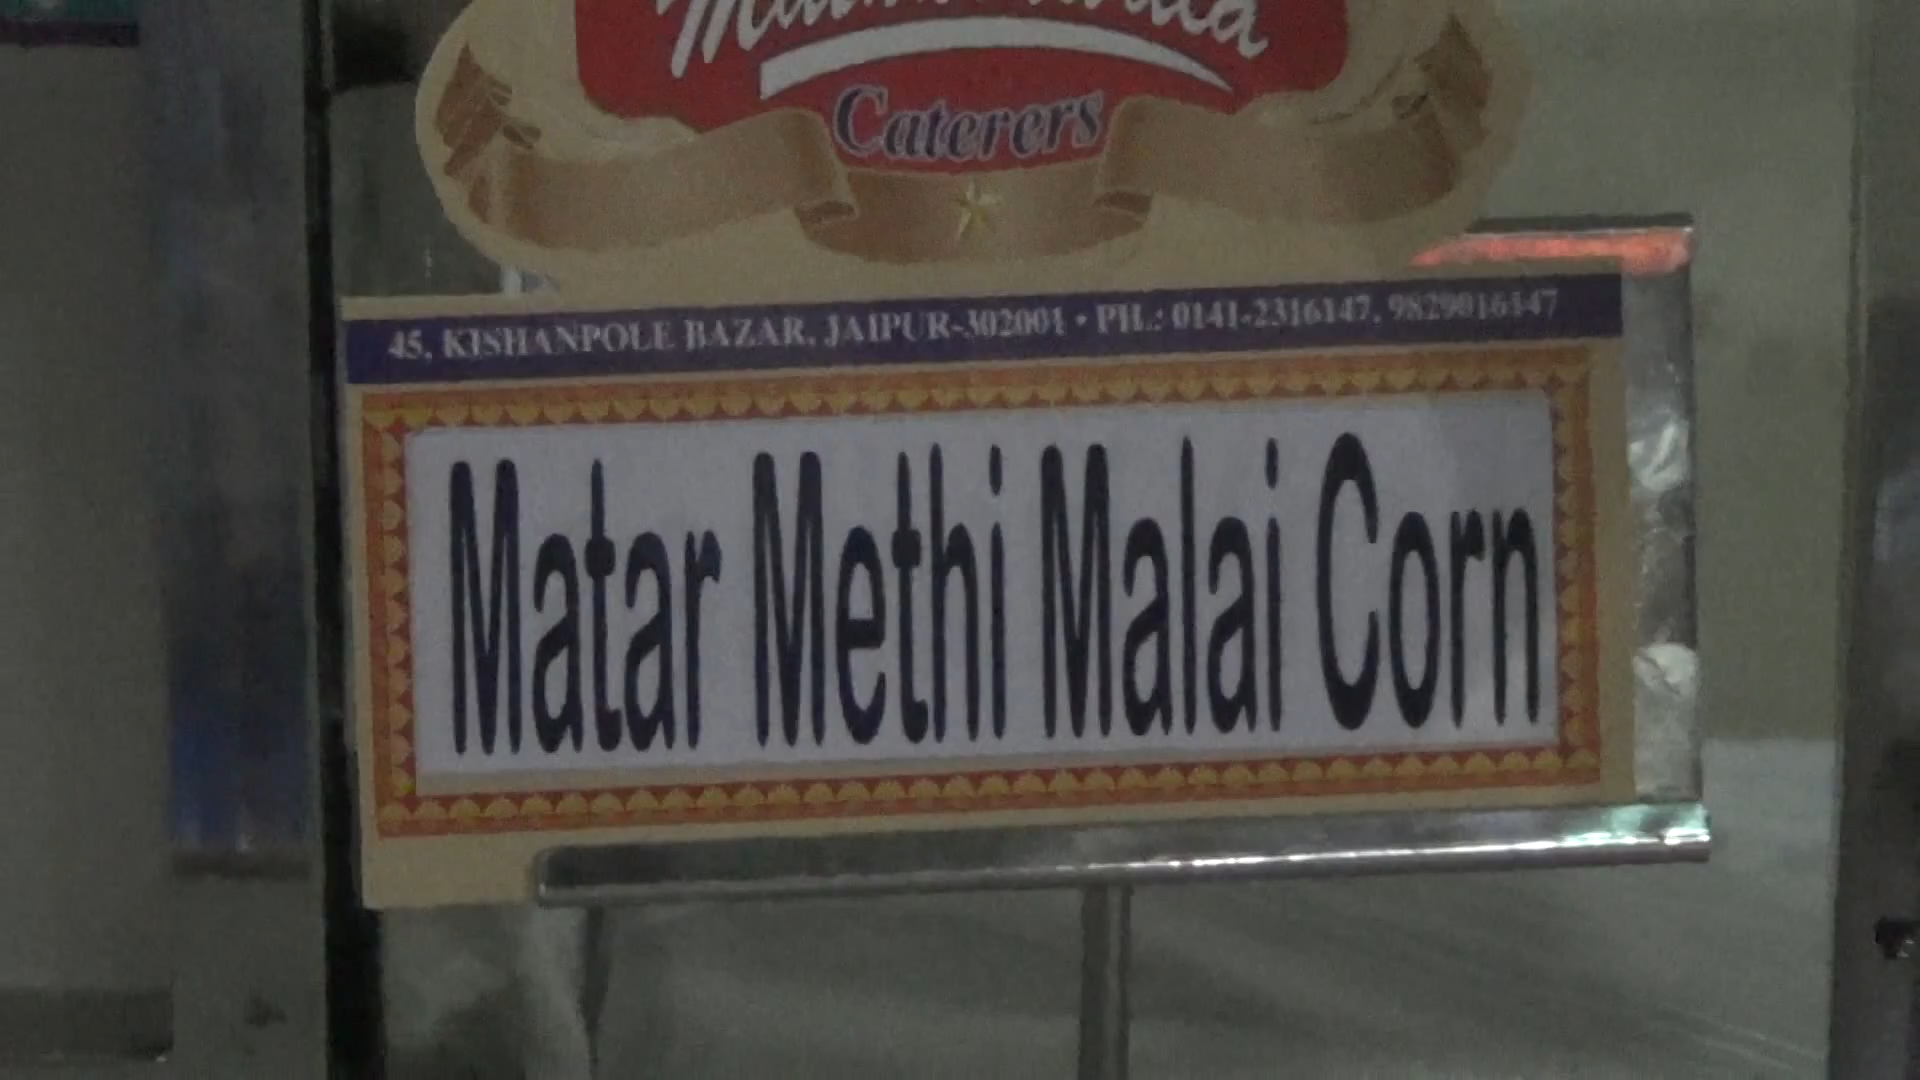 Caterers
45, KISHANPOLE BAZAR, JAIPUR-302001 • PH.: 0141-2316147, 9829016147
Matar Methi Malai Corn